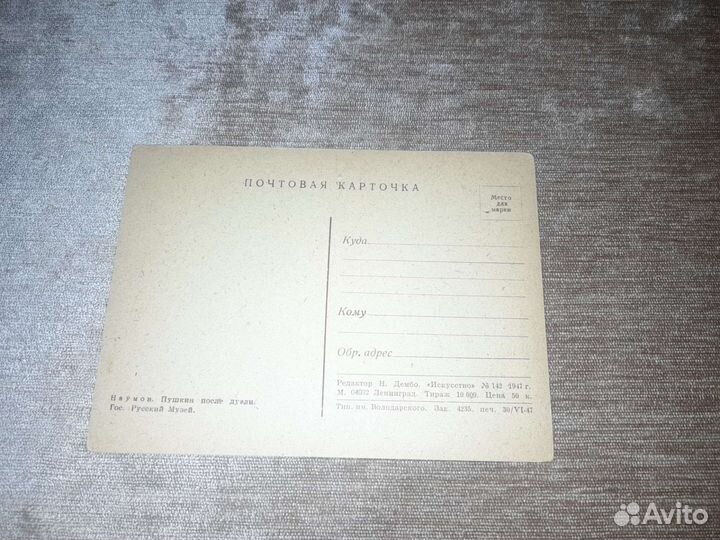 ПОЧТОВАЯ КАРТОЧКА
Место
для
марки
Куда
Кому
Обр. адрес
Наумов. Пушкин после дуэли.
Гос. Русский Музей.
Редактор Н. Дембо. «Искусство» № 142 1947 г.
М. 04032 Ленинград. Тираж 10 000. Цена 50 к.
Тип. им. Володарского. Зак. 4235. печ. 30/VI-47
Avito